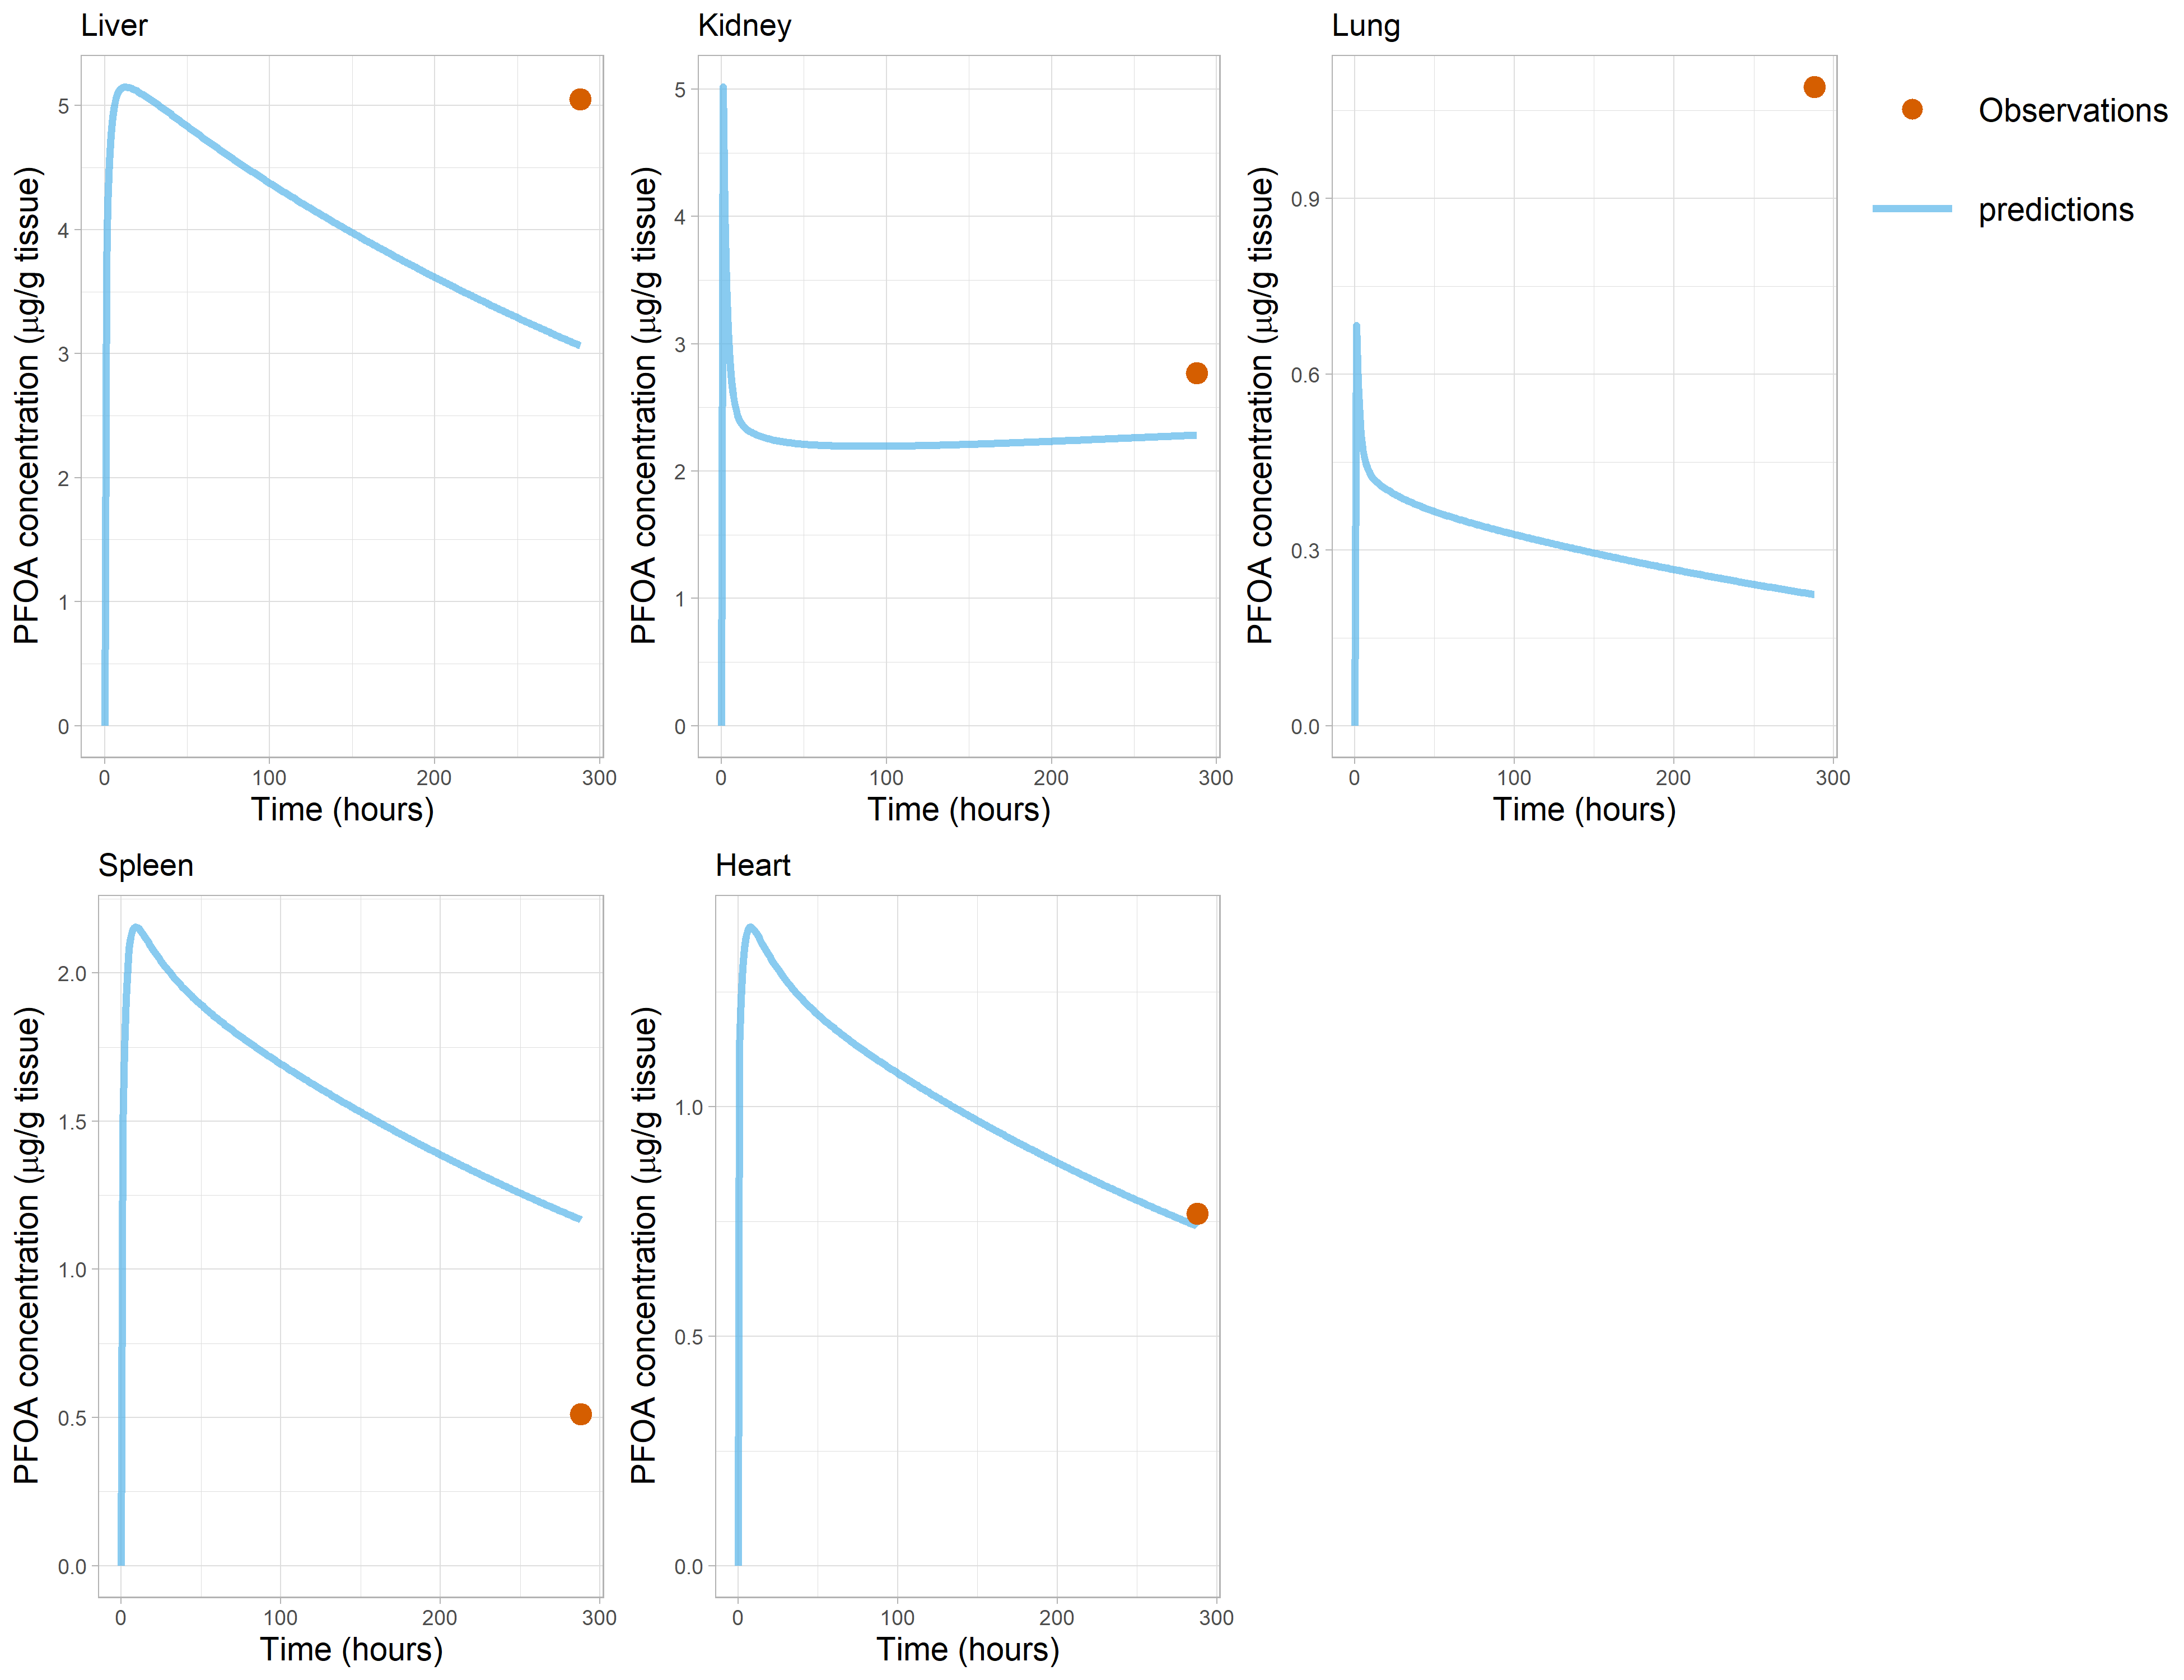 Liver
PFOA concentration (μg/g tissue)
5
4
3
2
1
0
0 100 200 300
Time (hours)
Kidney
PFOA concentration (μg/g tissue)
5
4
3
2
1
0
0 100 200 300
Time (hours)
Lung
PFOA concentration (μg/g tissue)
0.9
0.6
0.3
0.0
0 100 200 300
Time (hours)
Observations
predictions
Spleen
PFOA concentration (μg/g tissue)
2.0
1.5
1.0
0.5
0.0
0 100 200 300
Time (hours)
Heart
PFOA concentration (μg/g tissue)
1.0
0.5
0.0
0 100 200 300
Time (hours)